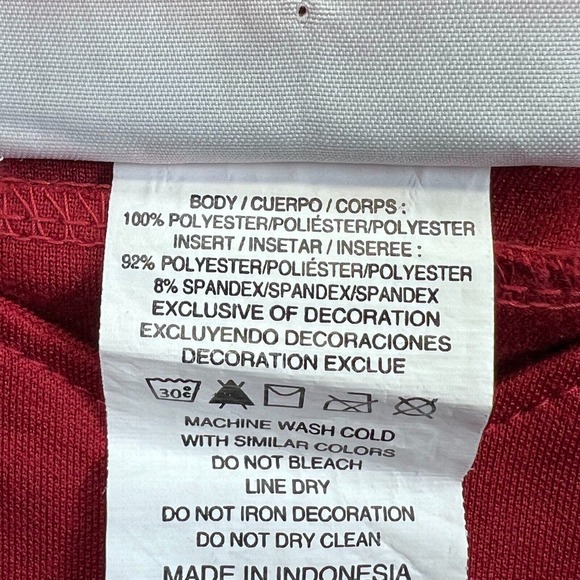 BODY / CUERPO / CORPS :
100% POLYESTER/POLIÉSTER/POLYESTER
INSERT / INSETAR / INSEREE :
92% POLYESTER/POLIÉSTER/POLYESTER
8% SPANDEX/SPANDEX/SPANDEX
EXCLUSIVE OF DECORATION
EXCLUYENDO DECORACIONES
DECORATION EXCLUE
30c
MACHINE WASH COLD
WITH SIMILAR COLORS
DO NOT BLEACH
LINE DRY
DO NOT IRON DECORATION
DO NOT DRY CLEAN
MADE IN INDONESIA